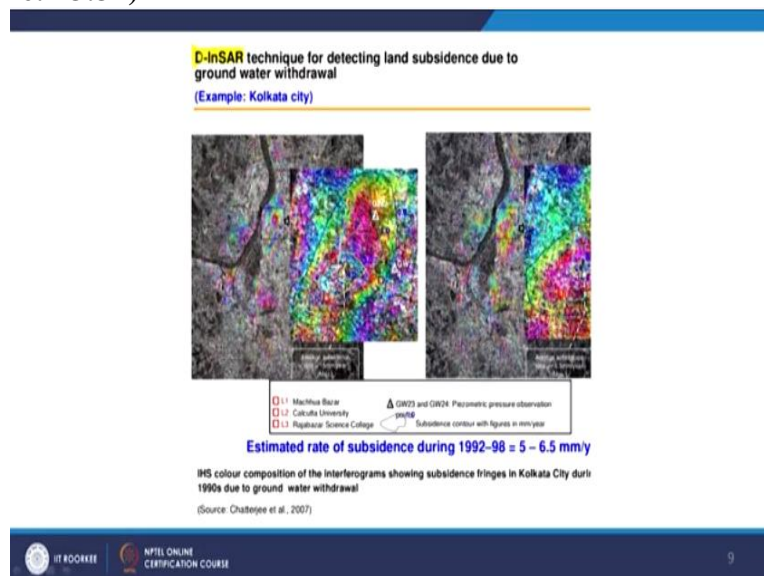 D-InSAR technique for detecting land subsidence due to
ground water withdrawal
(Example: Kolkata city)
L1 Machhua Bazar
L2 Calcutta University
L3 Rajabazar Science Collage
GW23 and GW24 Piezometric pressure observation
Subsidence contour with figures in mm/year
Estimated rate of subsidence during 1992–98 = 5 – 6.5 mm/y
IHS colour composition of the interferograms showing subsidence fringes in Kolkata City duri
1990s due to ground water withdrawal
(Source: Chatterjee et al., 2007)
IIT ROORKEE
NPTEL ONLINE
CERTIFICATION COURSE
9